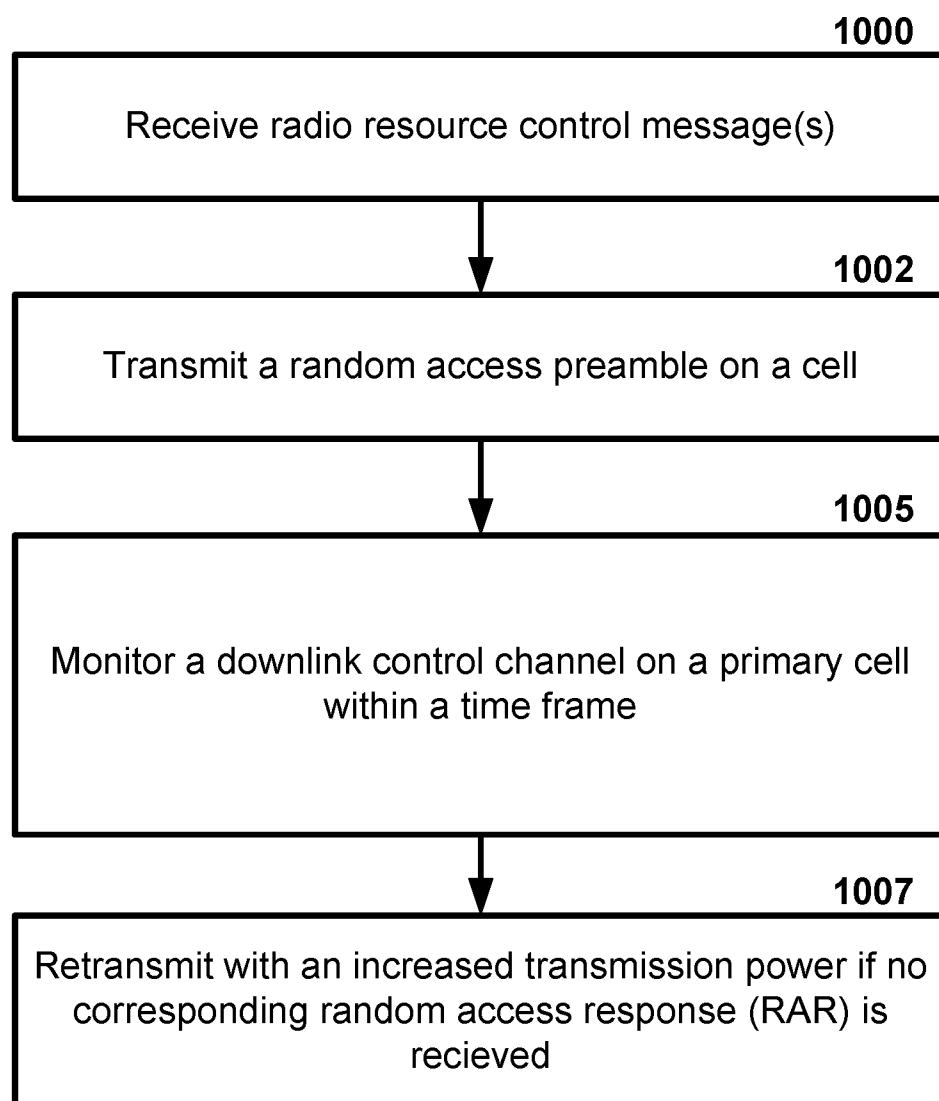 1000
Receive radio resource control message(s)
1002
Transmit a random access preamble on a cell
1005
Monitor a downlink control channel on a primary cell
within a time frame
1007
Retransmit with an increased transmission power if no
corresponding random access response (RAR) is
recieved